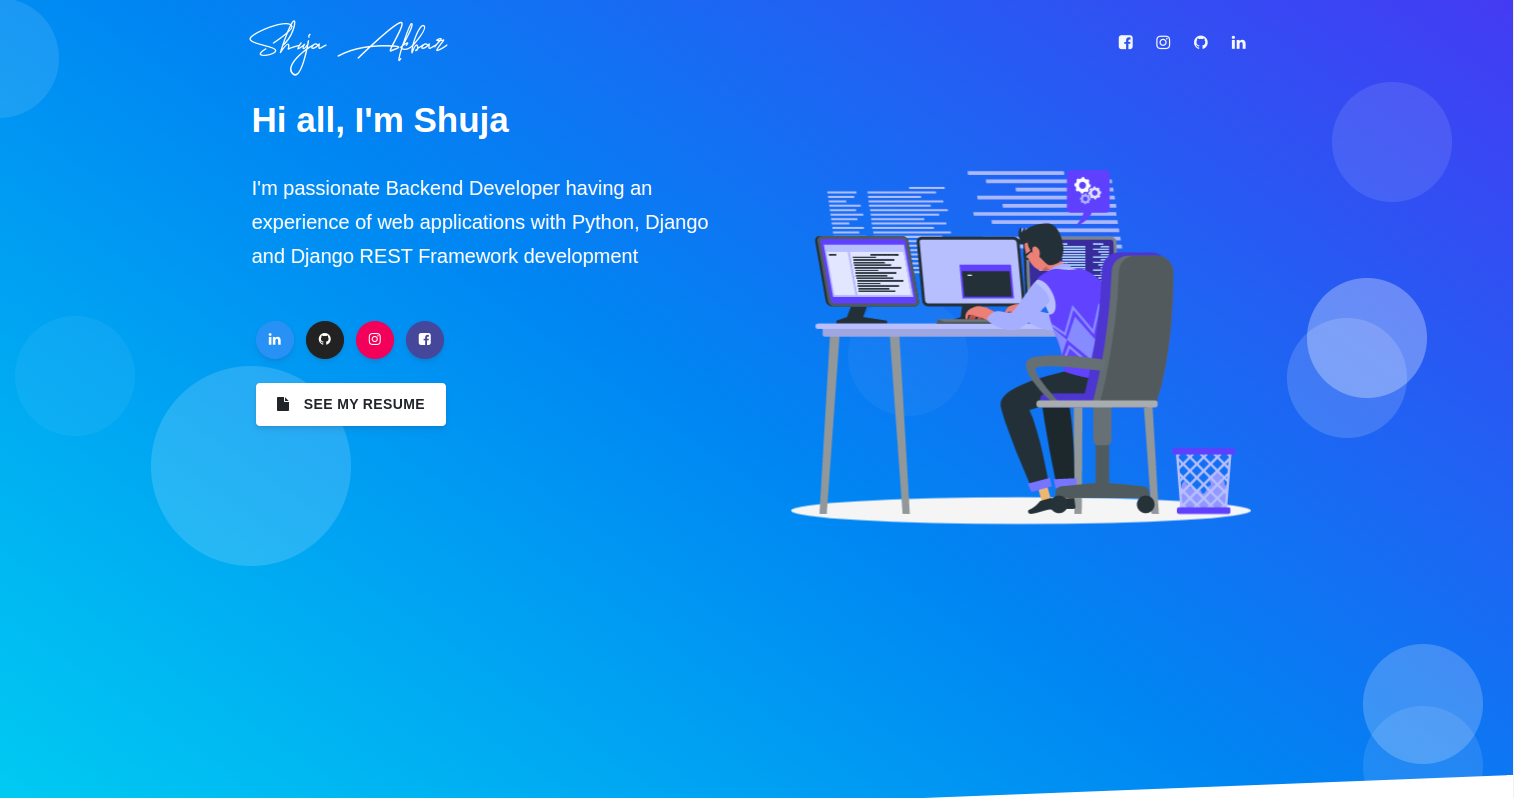 Shuja Akbar
Hi all, I'm Shuja
I'm passionate Backend Developer having an
experience of web applications with Python, Django
and Django REST Framework development
SEE MY RESUME